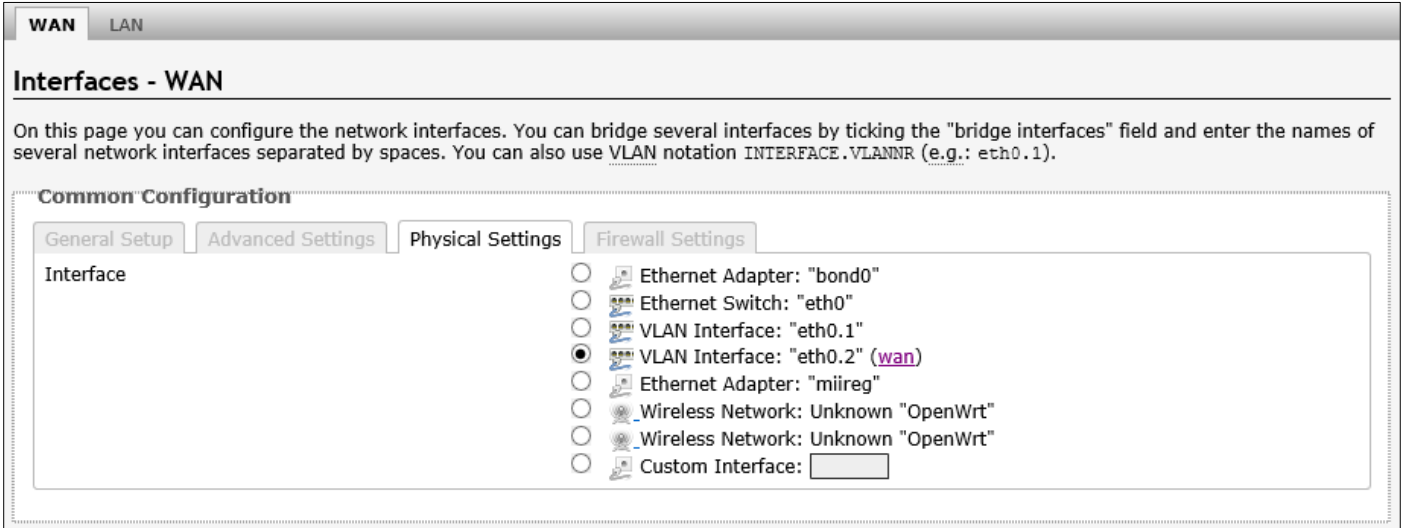 WAN LAN
Interfaces - WAN
On this page you can configure the network interfaces. You can bridge several interfaces by ticking the "bridge interfaces" field and enter the names of
several network interfaces separated by spaces. You can also use VLAN notation INTERFACE.VLANNR (e.g.: eth0.1).
Common Configuration
General Setup Advanced Settings Physical Settings Firewall Settings
Interface
Ethernet Adapter: "bond0"
Ethernet Switch: "eth0"
VLAN Interface: "eth0.1"
VLAN Interface: "eth0.2" (wan)
Ethernet Adapter: "miireg"
Wireless Network: Unknown "OpenWrt"
Wireless Network: Unknown "OpenWrt"
Custom Interface: